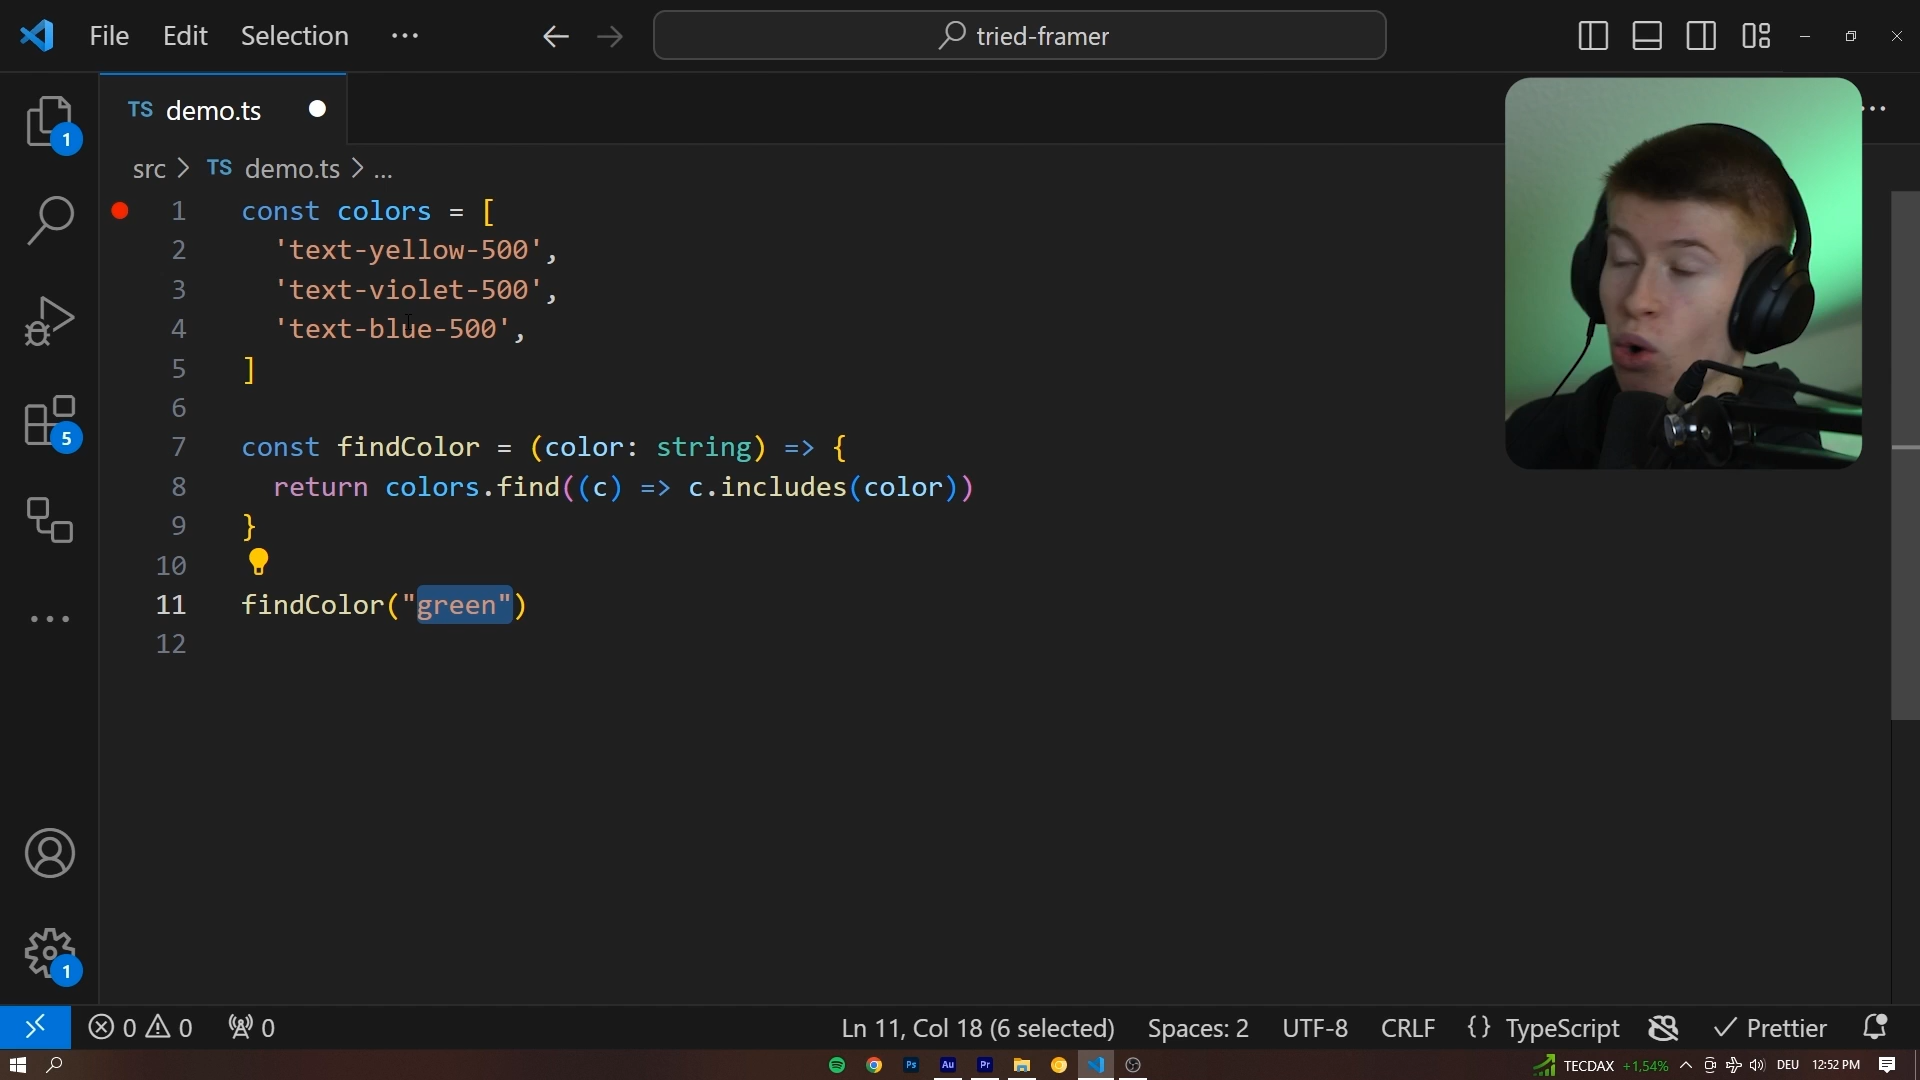 File Edit Selection ··· tried-framer
TS demo.ts
src > TS demo.ts > ...
1 const colors = [
2 'text-yellow-500',
3 'text-violet-500',
4 'text-blue-500',
5 ]
6
7 const findColor = (color: string) => {
8 return colors.find((c) => c.includes(color))
9 }
10
11 findColor("green")
12
1
5
1
0 0 0 Ln 11, Col 18 (6 selected) Spaces: 2 UTF-8 CRLF {} TypeScript Prettier
Ps Au Pr TECDAX +1,54% DEU 12:52 PM